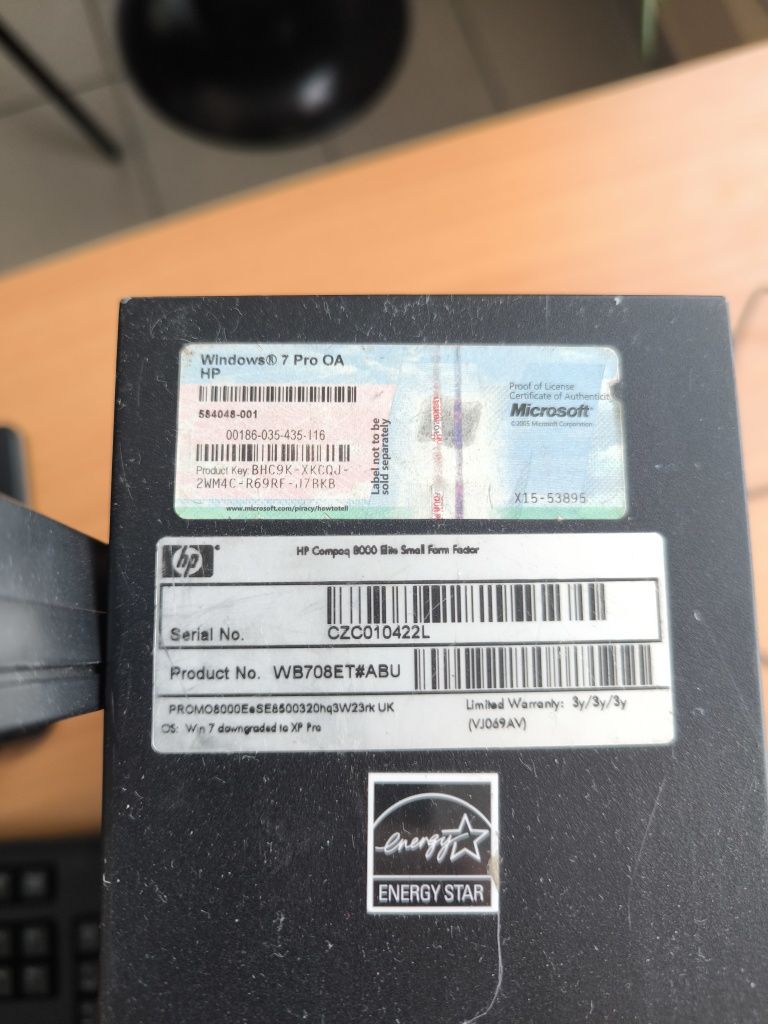 Windows® 7 Pro OA
HP
584048-001
00186-035-435-116
Product Key: BHC9K-XKCQJ-
2WM4C-R69RF-J7BKB
www.microsoft.com/piracy/howtotell
Label not to be
sold separately
Proof of License
Certificate of Authenticit
Microsoft®
©2005 Microsoft Corporation
X15-53895
hp®
HP Compaq 8000 Elite Small Form Factor
Serial No. CZC010422L
Product No. WB708ET#ABU
PROMO8000EeSE8500320hq3W23rk UK
OS: Win 7 downgraded to XP Pro
Limited Warranty: 3y/3y/3y
(VJ069AV)
energy
ENERGY STAR